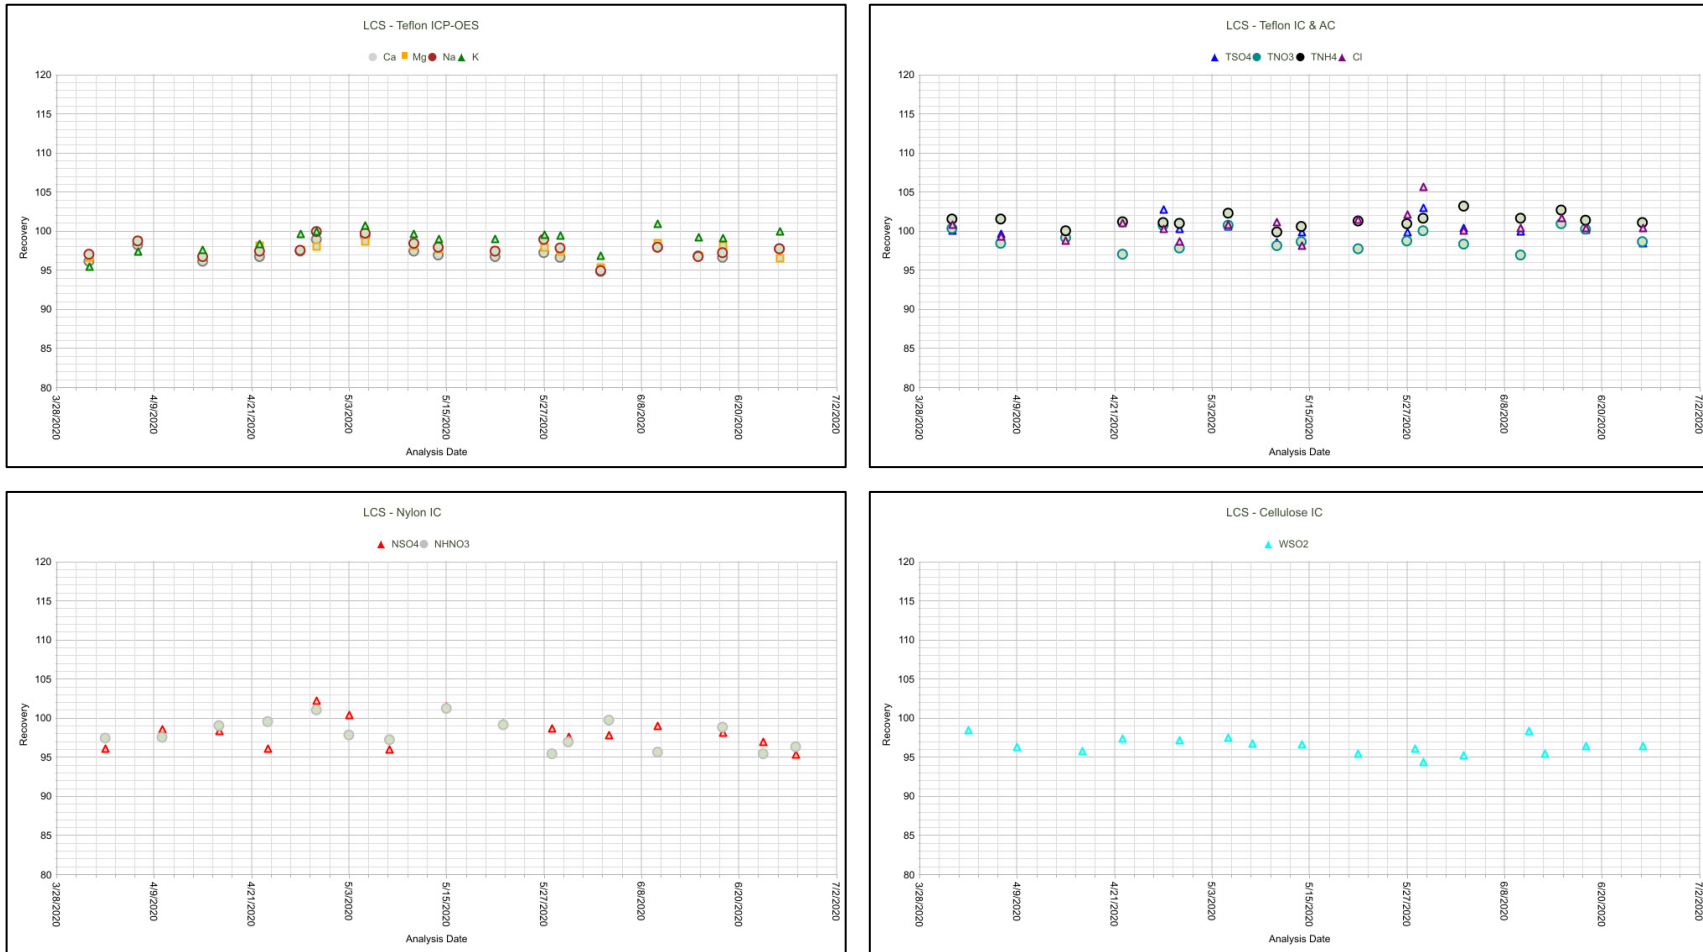 LCS - Teflon ICP-OES
Ca Mg Na K
120
115
110
105
100
95
90
85
80
Recovery
3/28/2020 4/9/2020 4/21/2020 5/3/2020 5/15/2020 5/27/2020 6/8/2020 6/20/2020 7/2/2020
Analysis Date
LCS - Teflon IC & AC
TSO4 TNO3 TNH4 Cl
120
115
110
105
100
95
90
85
80
Recovery
3/28/2020 4/9/2020 4/21/2020 5/3/2020 5/15/2020 5/27/2020 6/8/2020 6/20/2020 7/2/2020
Analysis Date
LCS - Nylon IC
NSO4 NHNO3
120
115
110
105
100
95
90
85
80
Recovery
3/28/2020 4/9/2020 4/21/2020 5/3/2020 5/15/2020 5/27/2020 6/8/2020 6/20/2020 7/2/2020
Analysis Date
LCS - Cellulose IC
WSO2
120
115
110
105
100
95
90
85
80
Recovery
3/28/2020 4/9/2020 4/21/2020 5/3/2020 5/15/2020 5/27/2020 6/8/2020 6/20/2020 7/2/2020
Analysis Date